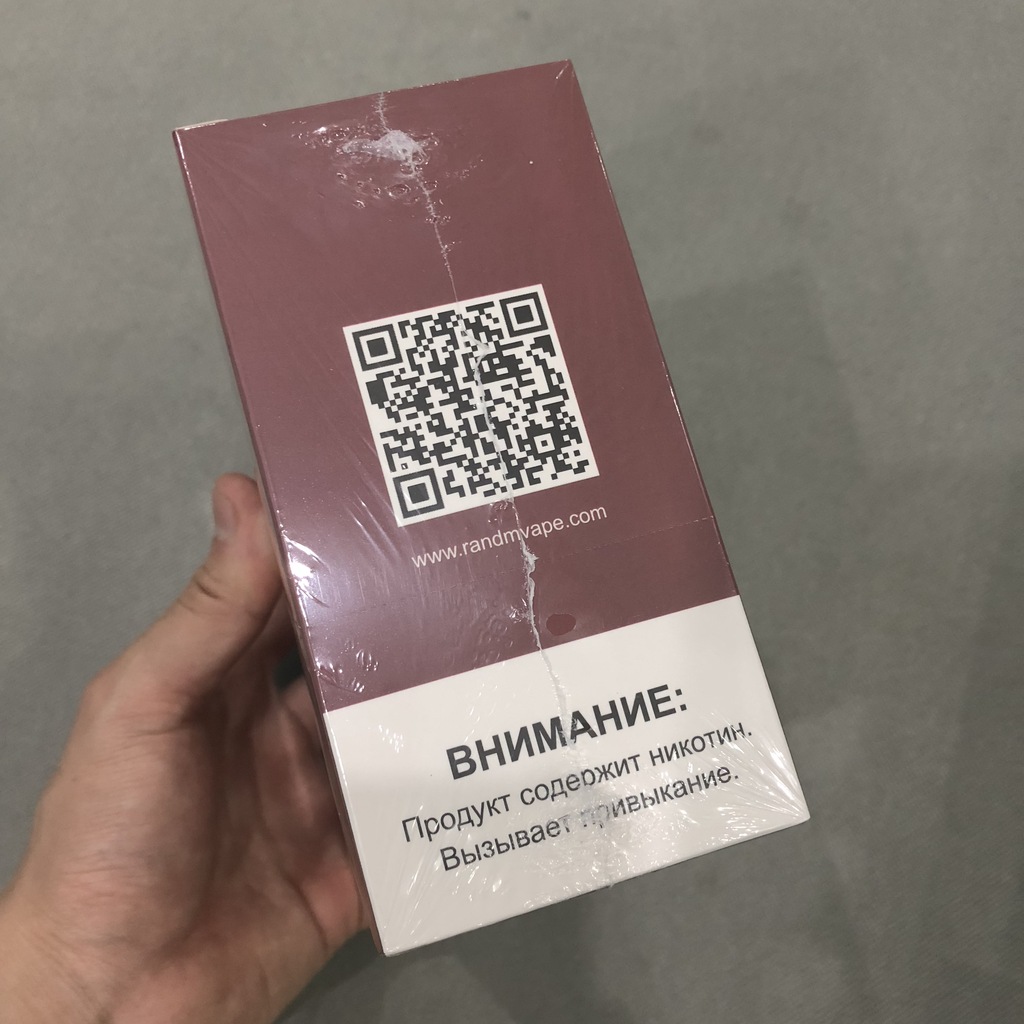 www.randmvape.com
ВНИМАНИЕ:
Продукт содержит никотин.
Вызывает привыкание.